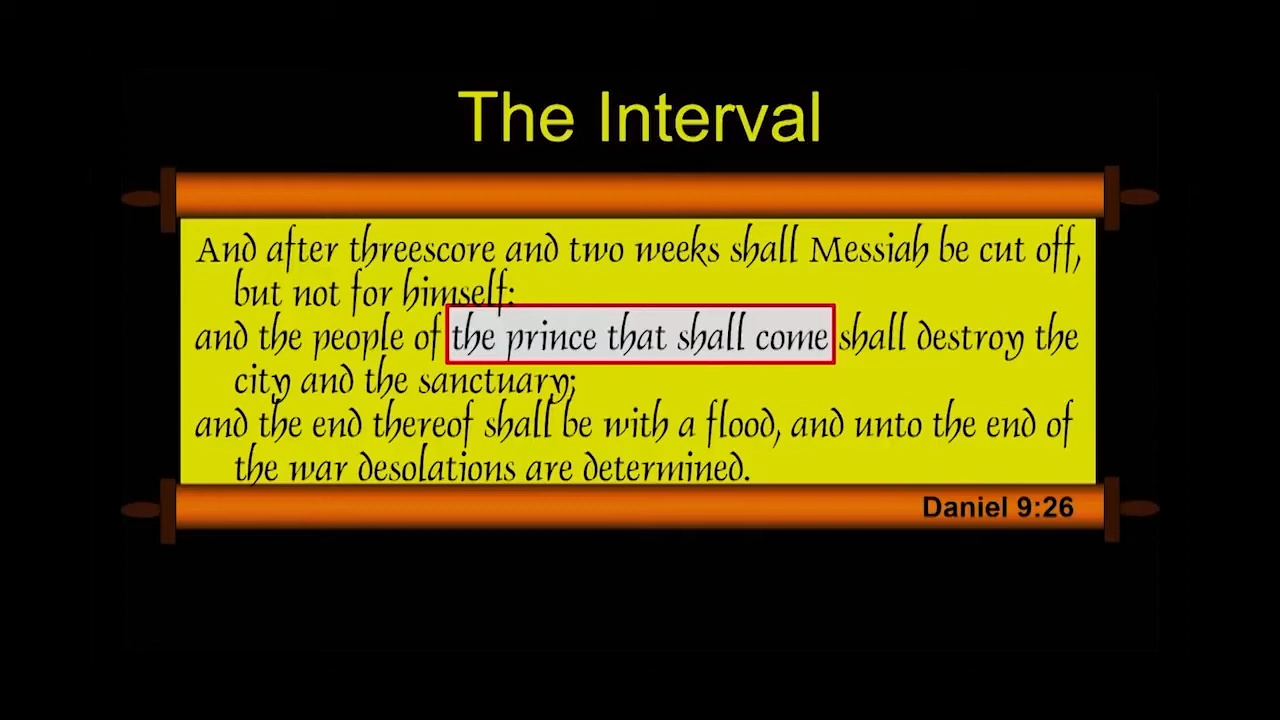 The Interval
And after threescore and two weeks shall Messiah be cut off,
but not for himself:
and the people of the prince that shall come shall destroy the
city and the sanctuary;
and the end thereof shall be with a flood, and unto the end of
the war desolations are determined.
Daniel 9:26